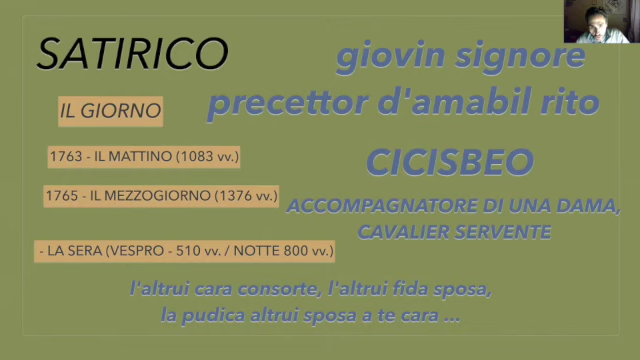 SATIRICO
giovin signore
precettor d'amabil rito
IL GIORNO
1763 - IL MATTINO (1083 vv.)
CICISBEO
1765 - IL MEZZOGIORNO (1376 vv.)
ACCOMPAGNATORE DI UNA DAMA,
CAVALIER SERVENTE
- LA SERA (VESPRO - 510 vv. / NOTTE 800 vv.)
l'altrui cara consorte, l'altrui fida sposa,
la pudica altrui sposa a te cara ...